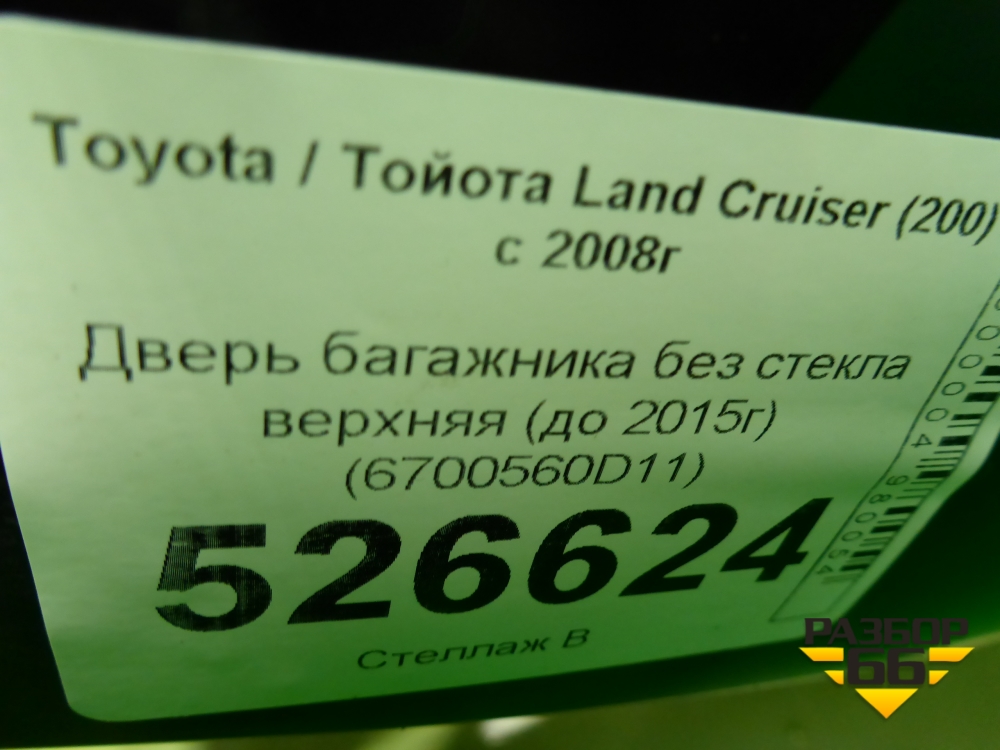 Toyota / Тойота Land Cruiser (200)
с 2008г
Дверь багажника без стекла
верхняя (до 2015г)
(6700560D11)
526624
Стеллаж В
РАЗБОР
66